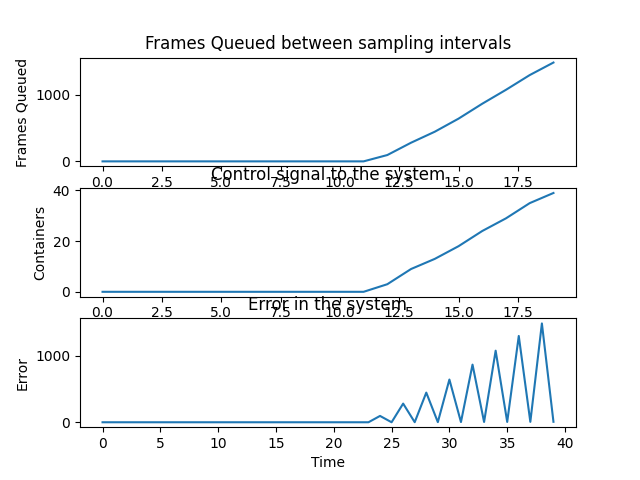 Frames Queued between sampling intervals
Frames Queued
1000
0
0.0 2.5 5.0 7.5 10.0 12.5 15.0 17.5
Control signal to the system
Containers
40
20
0
0.0 2.5 5.0 7.5 10.0 12.5 15.0 17.5
Error in the system
Error
1000
0
0 5 10 15 20 25 30 35 40
Time